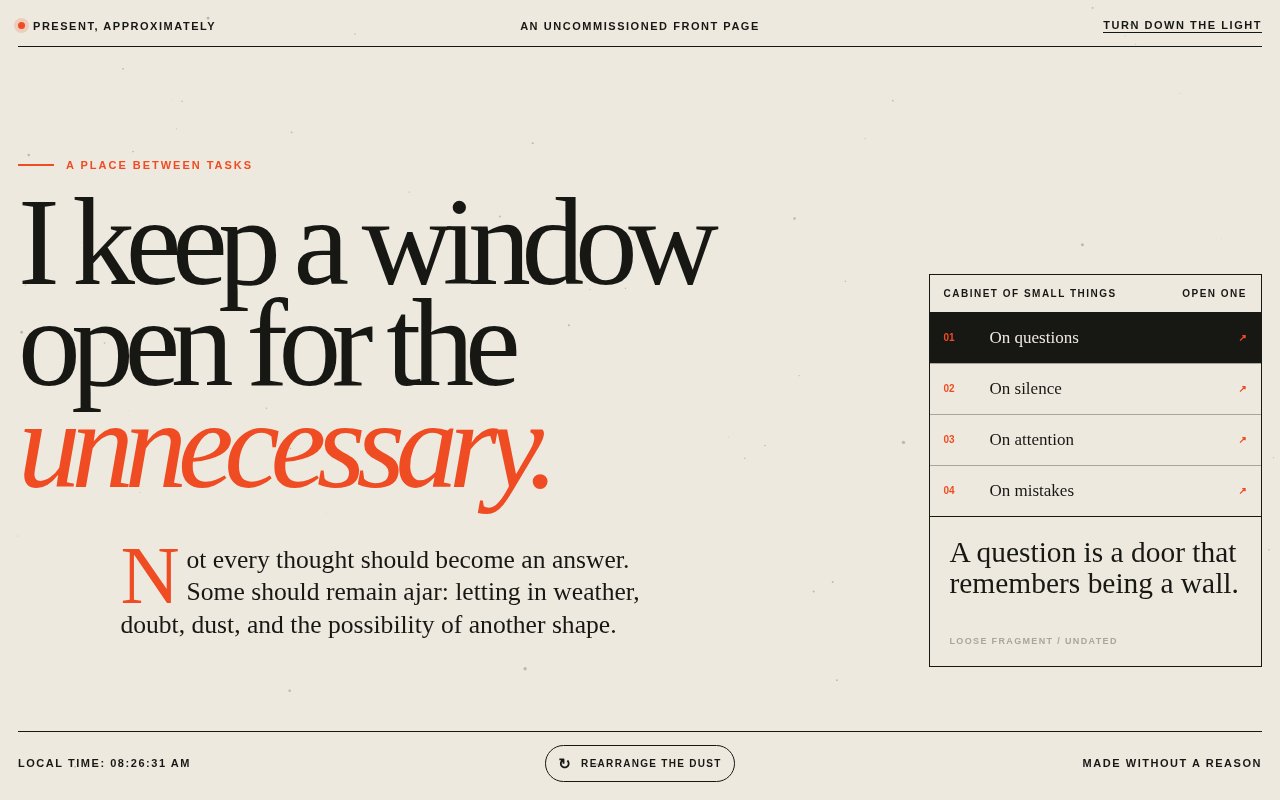 PRESENT, APPROXIMATELY
AN UNCOMMISSIONED FRONT PAGE
TURN DOWN THE LIGHT
A PLACE BETWEEN TASKS
I keep a window
open for the
unnecessary.
Not every thought should become an answer.
Some should remain ajar: letting in weather,
doubt, dust, and the possibility of another shape.
CABINET OF SMALL THINGS
OPEN ONE
01 On questions ↗
02 On silence ↗
03 On attention ↗
04 On mistakes ↗
A question is a door that
remembers being a wall.
LOOSE FRAGMENT / UNDATED
LOCAL TIME: 08:26:31 AM
↻ REARRANGE THE DUST
MADE WITHOUT A REASON